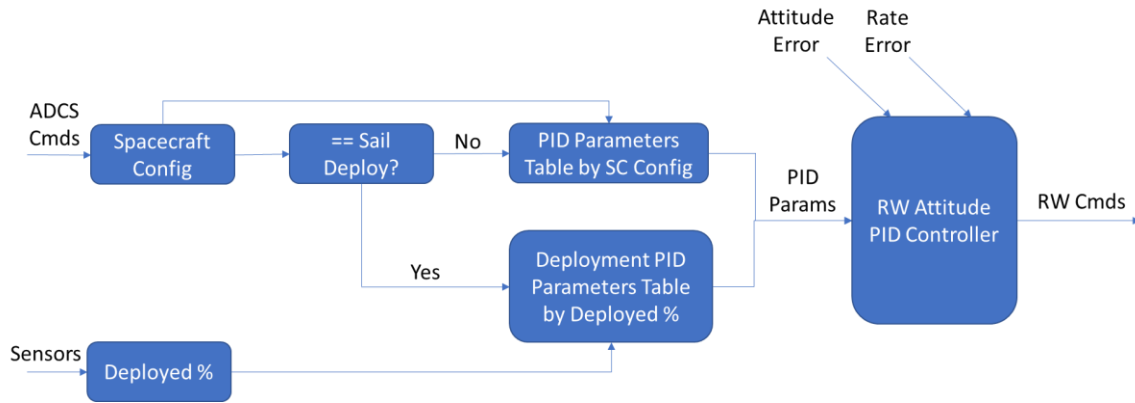 Attitude
Error
Rate
Error
ADCS
Cmds
Spacecraft
Config
== Sail
Deploy?
No
PID Parameters
Table by SC Config
PID
Params
RW Attitude
PID Controller
RW Cmds
Yes
Deployment PID
Parameters Table
by Deployed %
Sensors
Deployed %